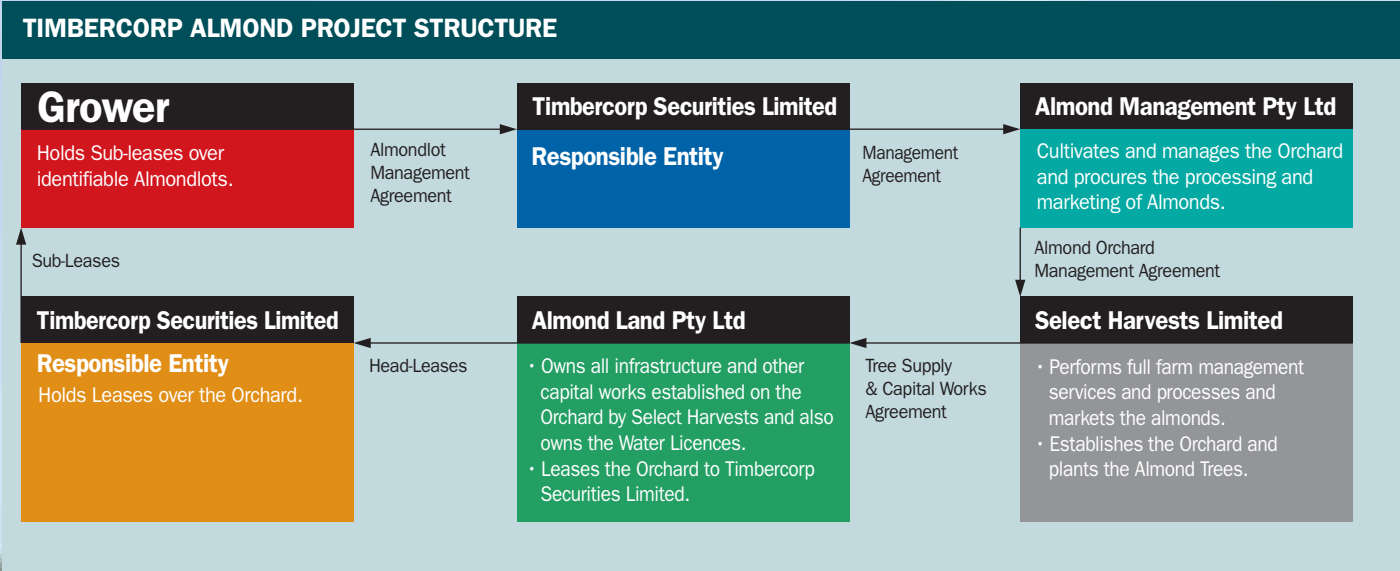 TIMBERCORP ALMOND PROJECT STRUCTURE
Grower
Holds Sub-leases over
identifiable Almondlots.
Almondlot
Management
Agreement
Timbercorp Securities Limited
Responsible Entity
Management
Agreement
Almond Management Pty Ltd
Cultivates and manages the Orchard
and procures the processing and
marketing of Almonds.
Sub-Leases
Almond Orchard
Management Agreement
Timbercorp Securities Limited
Responsible Entity
Holds Leases over the Orchard.
Head-Leases
Almond Land Pty Ltd
· Owns all infrastructure and other
capital works established on the
Orchard by Select Harvests and also
owns the Water Licences.
· Leases the Orchard to Timbercorp
Securities Limited.
Tree Supply
& Capital Works
Agreement
Select Harvests Limited
· Performs full farm management
services and processes and
markets the almonds.
· Establishes the Orchard and
plants the Almond Trees.